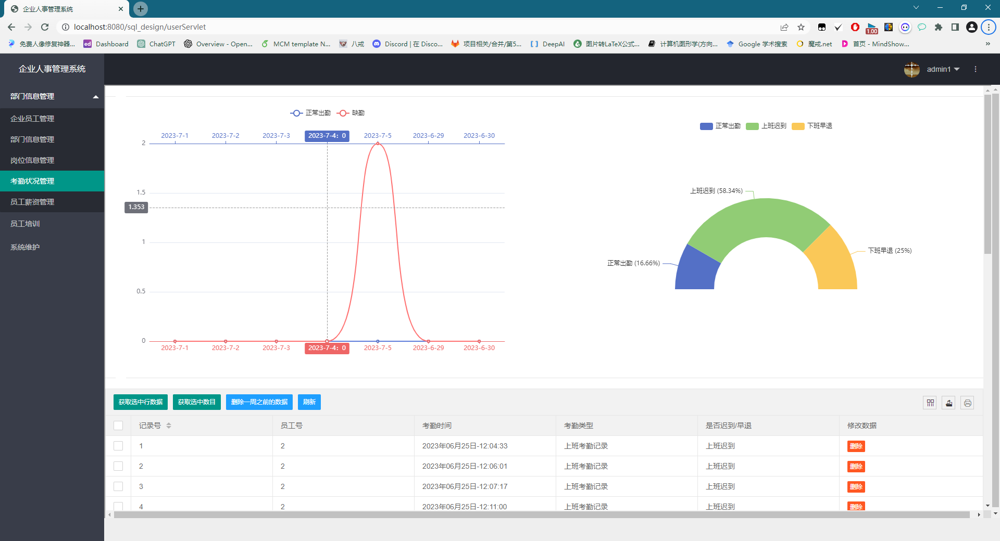 企业人事管理系统
localhost:8080/sql_design/userServlet
1.00
免费人像修复神器...
ed Dashboard
ChatGPT
Overview - Open...
MCM template N...
八戒
Discord | 在 Disco...
项目相关/合并/第5...
DeepAI
图片转LaTeX公式...
计算机图形学(方向...
Google 学术搜索
魔戒.net
首页 - MindShow...
»
企业人事管理系统
admin1
部门信息管理
企业员工管理
部门信息管理
岗位信息管理
考勤状况管理
员工薪资管理
员工培训
系统维护
正常出勤 缺勤
2023-7-1 2023-7-2 2023-7-3 2023-7-4: 0 2023-7-5 2023-6-29 2023-6-30
2
1.5
1.353
1
0.5
0
2023-7-1 2023-7-2 2023-7-3 2023-7-4: 0 2023-7-5 2023-6-29 2023-6-30
正常出勤 上班迟到 下班早退
上班迟到 (58.34%)
下班早退 (25%)
正常出勤 (16.66%)
获取选中行数据 获取选中数目 删除一周之前的数据 刷新
记录号 员工号 考勤时间 考勤类型 是否迟到/早退 修改数据
1 2 2023年06月25日-12:04:33 上班考勤记录 上班迟到 删除
2 2 2023年06月25日-12:06:01 上班考勤记录 上班迟到 删除
3 2 2023年06月25日-12:07:17 上班考勤记录 上班迟到 删除
4 2 2023年06月25日-12:11:00 上班考勤记录 上班迟到 删除